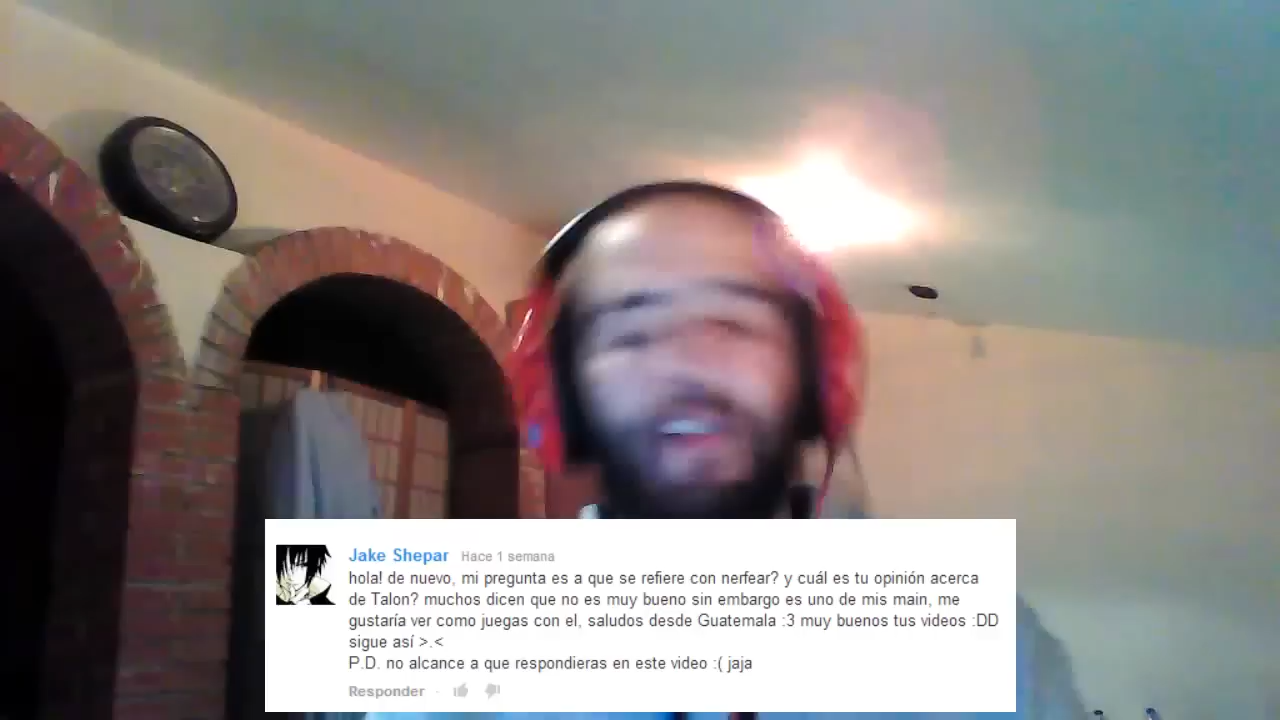 Jake Shepar Hace 1 semana
hola! de nuevo, mi pregunta es a que se refiere con nerfear? y cuál es tu opinión acerca
de Talon? muchos dicen que no es muy bueno sin embargo es uno de mis main, me
gustaría ver como juegas con el, saludos desde Guatemala :3 muy buenos tus videos :DD
sigue así >.<
P.D. no alcance a que respondieras en este video :( jaja
Responder ·